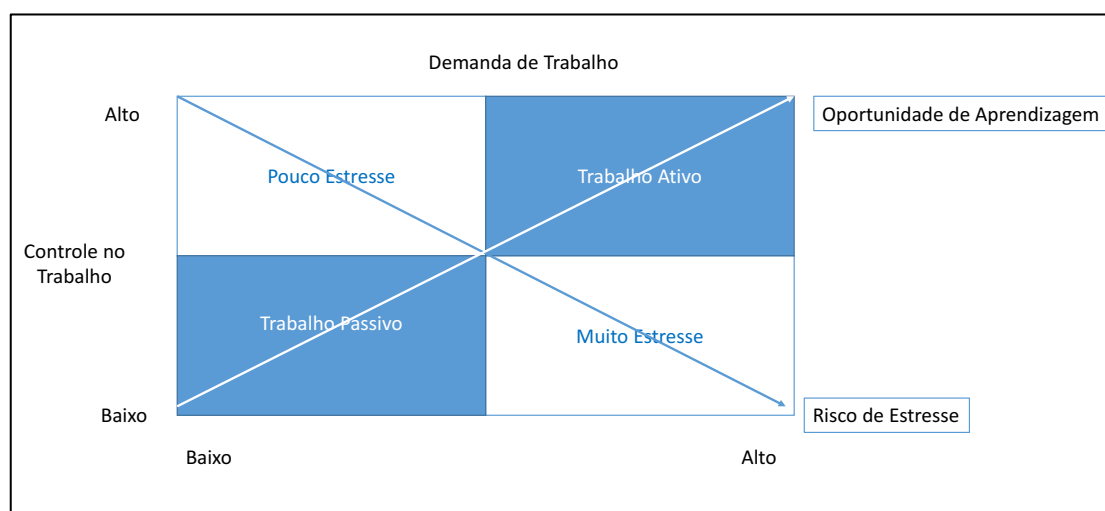 Demanda de Trabalho
Alto
Oportunidade de Aprendizagem
Pouco Estresse
Trabalho Ativo
Controle no
Trabalho
Trabalho Passivo
Muito Estresse
Baixo
Risco de Estresse
Baixo
Alto